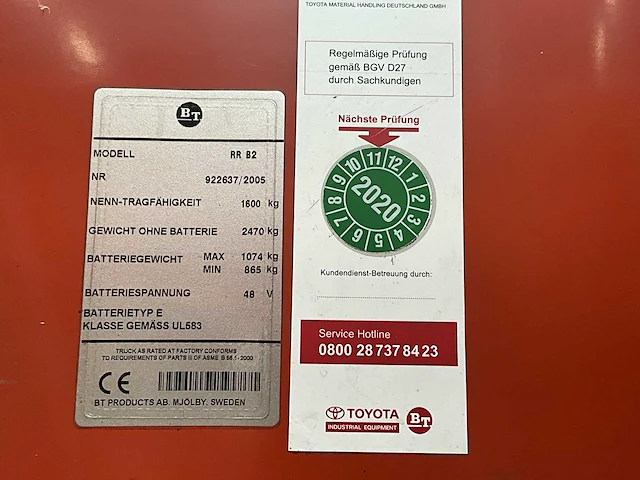 BT
MODELL RR B2
NR 922637/2005
NENN-TRAGFÄHIGKEIT 1600 kg
GEWICHT OHNE BATTERIE 2470 kg
BATTERIEGEWICHT MAX 1074 kg
MIN 865 kg
BATTERIESPANNUNG 48 V
BATTERIETYP E
KLASSE GEMÄSS UL583
TRUCK AS RATED AT FACTORY CONFORMS
TO REQUIREMENTS OF PARTS III OF ASME B 56.1-2000
CE
BT PRODUCTS AB. MJÖLBY. SWEDEN
TOYOTA MATERIAL HANDLING DEUTSCHLAND GMBH
Regelmäßige Prüfung
gemäß BGV D27
durch Sachkundigen
Nächste Prüfung
1 2 3 4 5 6 7 8 9 10 11 12
2020
Kundendienst-Betreuung durch:
Service Hotline
0800 28 737 84 23
TOYOTA
INDUSTRIAL EQUIPMENT
BT